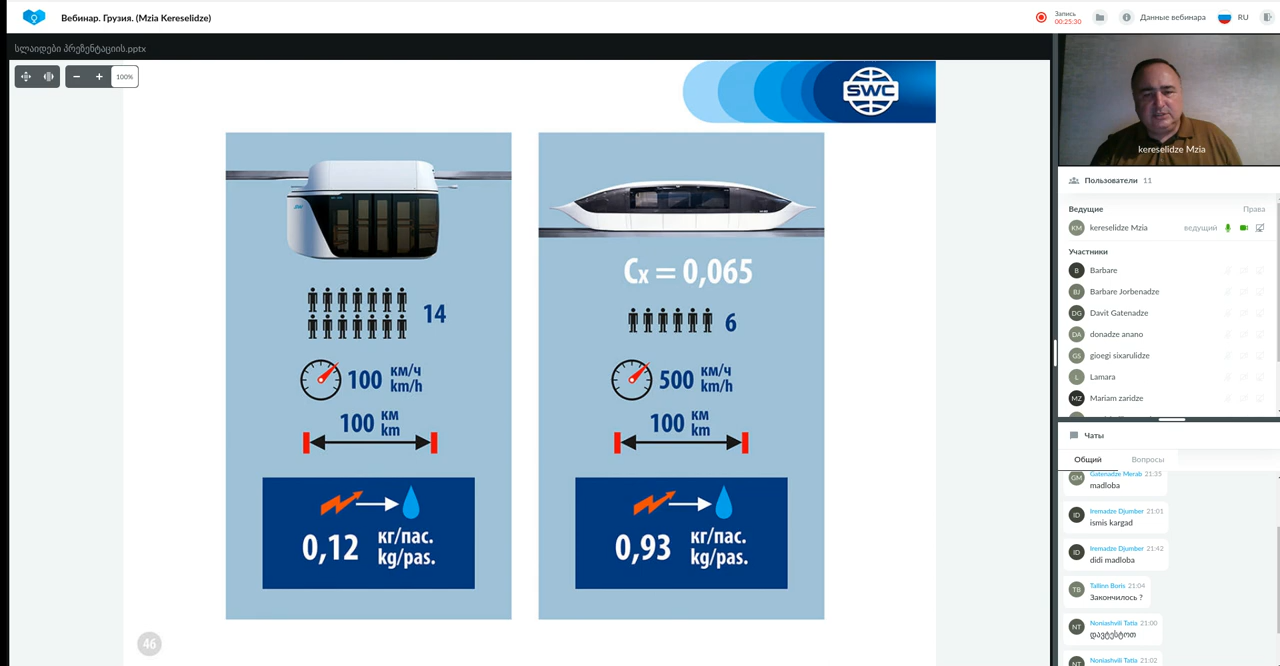 Вебинар. Грузия. (Mzia Kereselidze)
Запись
00:25:30
Данные вебинара
RU
სლაიდები პრეზენტაციის.pptx
100%
SWC
14
100 км/ч
km/h
100 км
km
0,12 кг/пас.
kg/pas.
Cx = 0,065
6
500 км/ч
km/h
100 км
km
0,93 кг/пас.
kg/pas.
46
kereselidze Mzia
Пользователи 11
Ведущие Права
KM kereselidze Mzia ведущий
Участники
B Barbare
BJ Barbare Jorbenadze
DG Davit Gatenadze
DA donadze anano
GS gioegi sixarulidze
L Lamara
MZ Mariam zaridze
Чаты
Общий Вопросы
GM Gatenadze Merab 21:35
madloba
ID Iremadze Djumber 21:01
ismis kargad
ID Iremadze Djumber 21:42
didi madloba
TB Tallinn Boris 21:04
Закончилось ?
NT Noniashvili Tatia 21:00
დავტესტოთ
NT Noniashvili Tatia 21:02